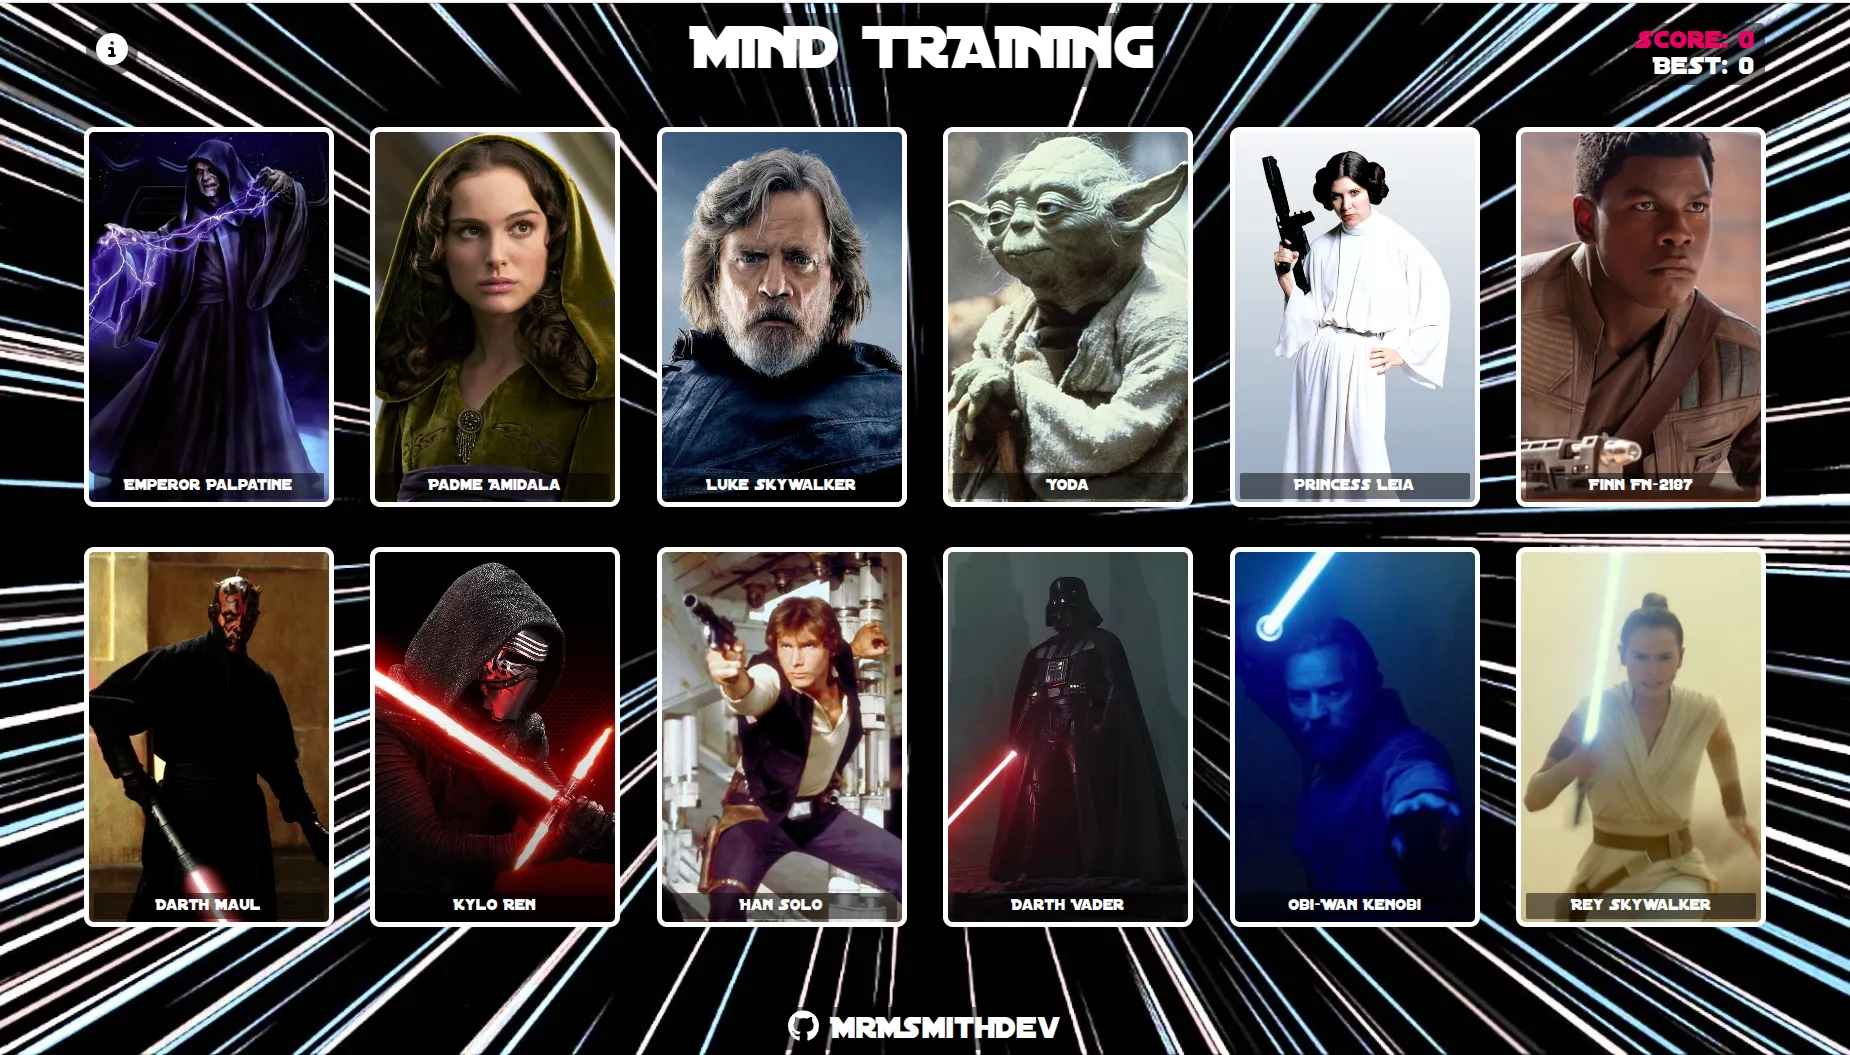 MIND TRAINING
SCORE: 0
BEST: 0
EMPEROR PALPATINE
PADME AMIDALA
LUKE SKYWALKER
YODA
PRINCESS LEIA
FINN FN-2187
DARTH MAUL
KYLO REN
HAN SOLO
DARTH VADER
OBI-WAN KENOBI
REY SKYWALKER
MRMSMITHDEV